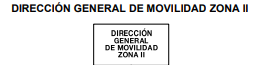 DIRECCIÓN GENERAL DE MOVILIDAD ZONA II
DIRECCIÓN
GENERAL
DE MOVILIDAD
ZONA II